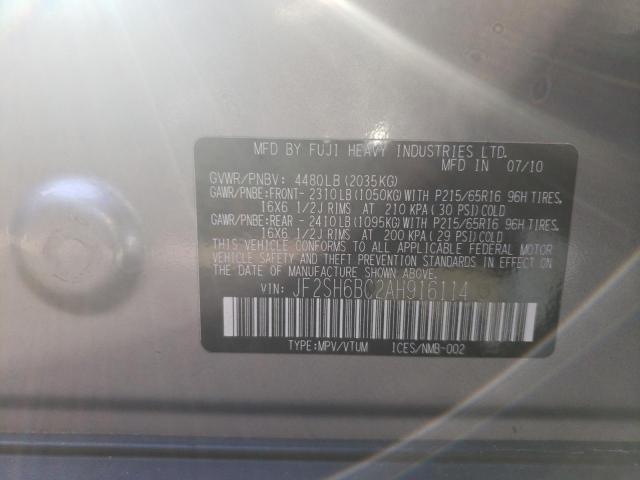 MFD BY FUJI HEAVY INDUSTRIES LTD.
MFD IN 07/10
GVWR/PNBV: 4480LB(2035KG)
GAWR/PNBE:FRONT-2310LB(1050KG)WITH P215/65R16 96H TIRES,
16X6 1/2J RIMS AT 210 KPA(30 PSI)COLD
GAWR/PNBE:REAR -2410LB(1095KG)WITH P215/65R16 96H TIRES,
16X6 1/2J RIMS AT 200 KPA(29 PSI)COLD
THIS VEHICLE CONFORMS TO ALL APPLICABLE FEDERAL MOTOR
VEHICLE SAFETY AND THEFT PREVENTION STANDARDS IN EFFECT ON
THE DATE OF MANUFACTURE SHOWN ABOVE.
VIN: JF2SH6BC2AH916114
TYPE:MPV/VTUM ICES/NMB-002